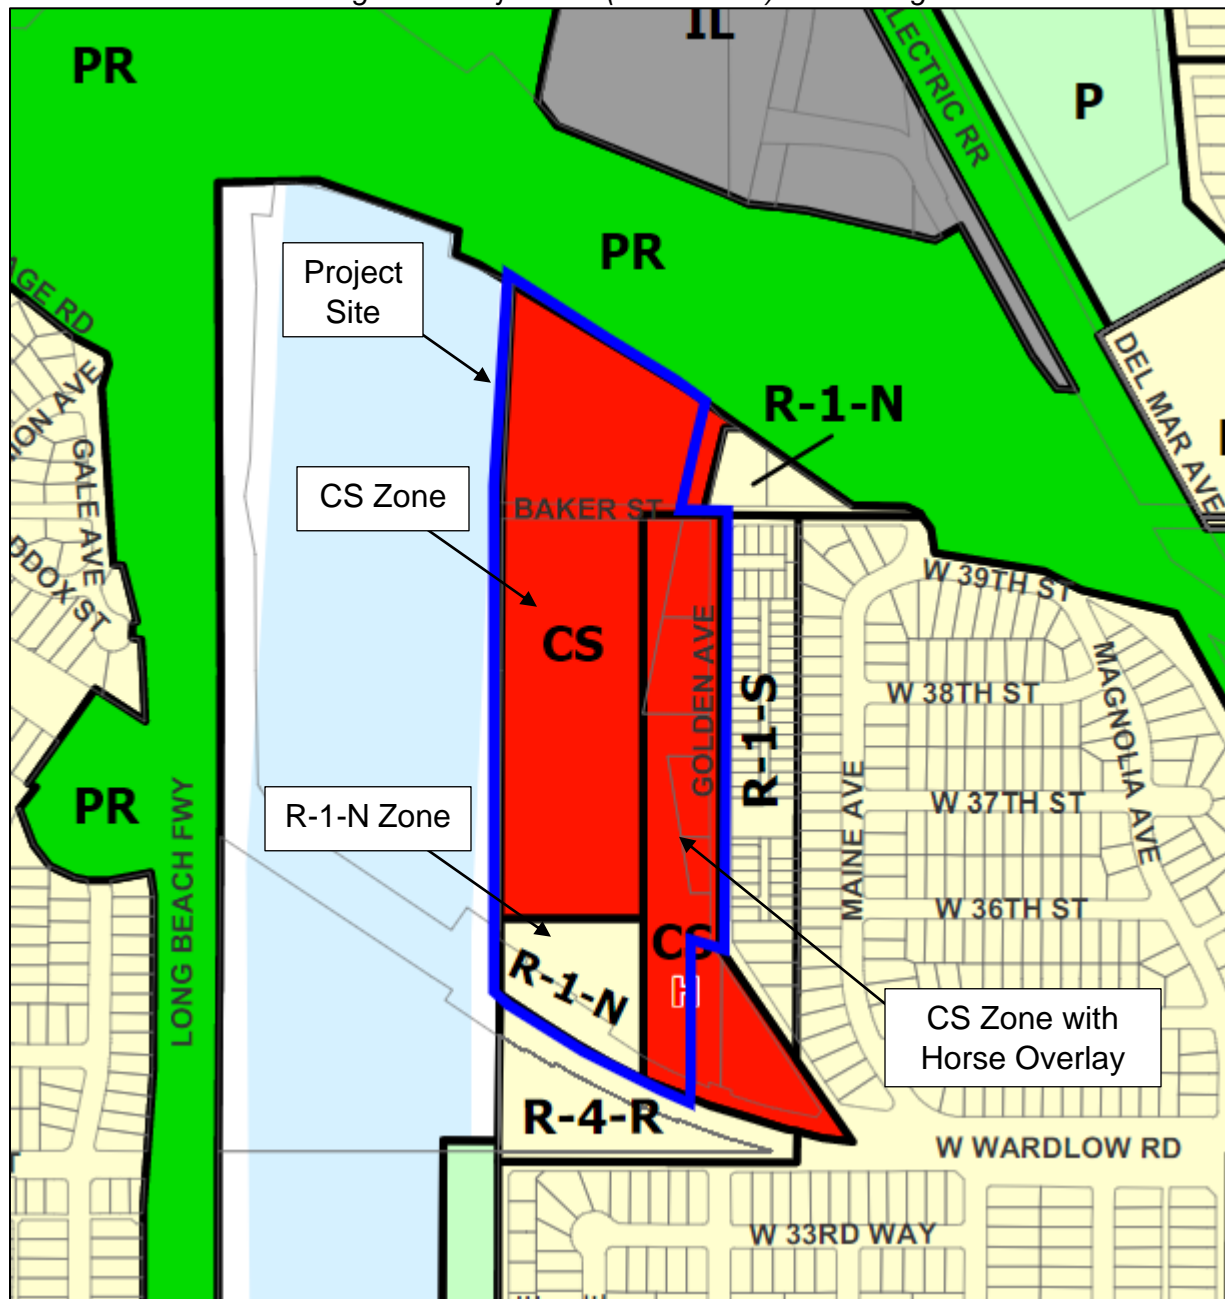 IL
PR
ELECTRIC RR
P
PR
Project
Site
AGE RD
DEL MAR AVE
R-1-N
ION AVE
GALE AVE
CS Zone
BAKER ST
DDOX ST
W 39TH ST
CS
GOLDEN AVE
R-1-S
MAGNOLIA AVE
W 38TH ST
PR
LONG BEACH FWY
R-1-N Zone
MAINE AVE
W 37TH ST
W 36TH ST
CS
H
R-1-N
CS Zone with
Horse Overlay
R-4-R
W WARDLOW RD
W 33RD WAY